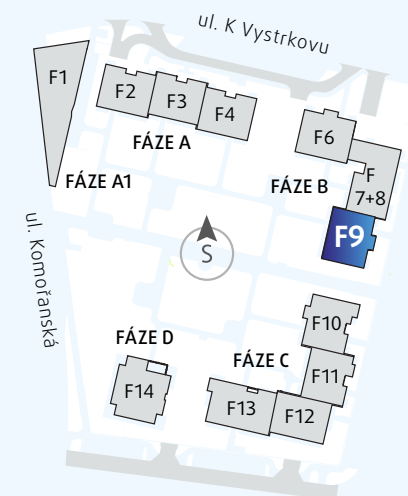 ul. K Vystrkovu
F1
F2
F3
F4
FÁZE A
F6
FÁZE A1
FÁZE B
F
7+8
F9
ul. Komořanská
S
F10
FÁZE D
FÁZE C
F11
F14
F13
F12